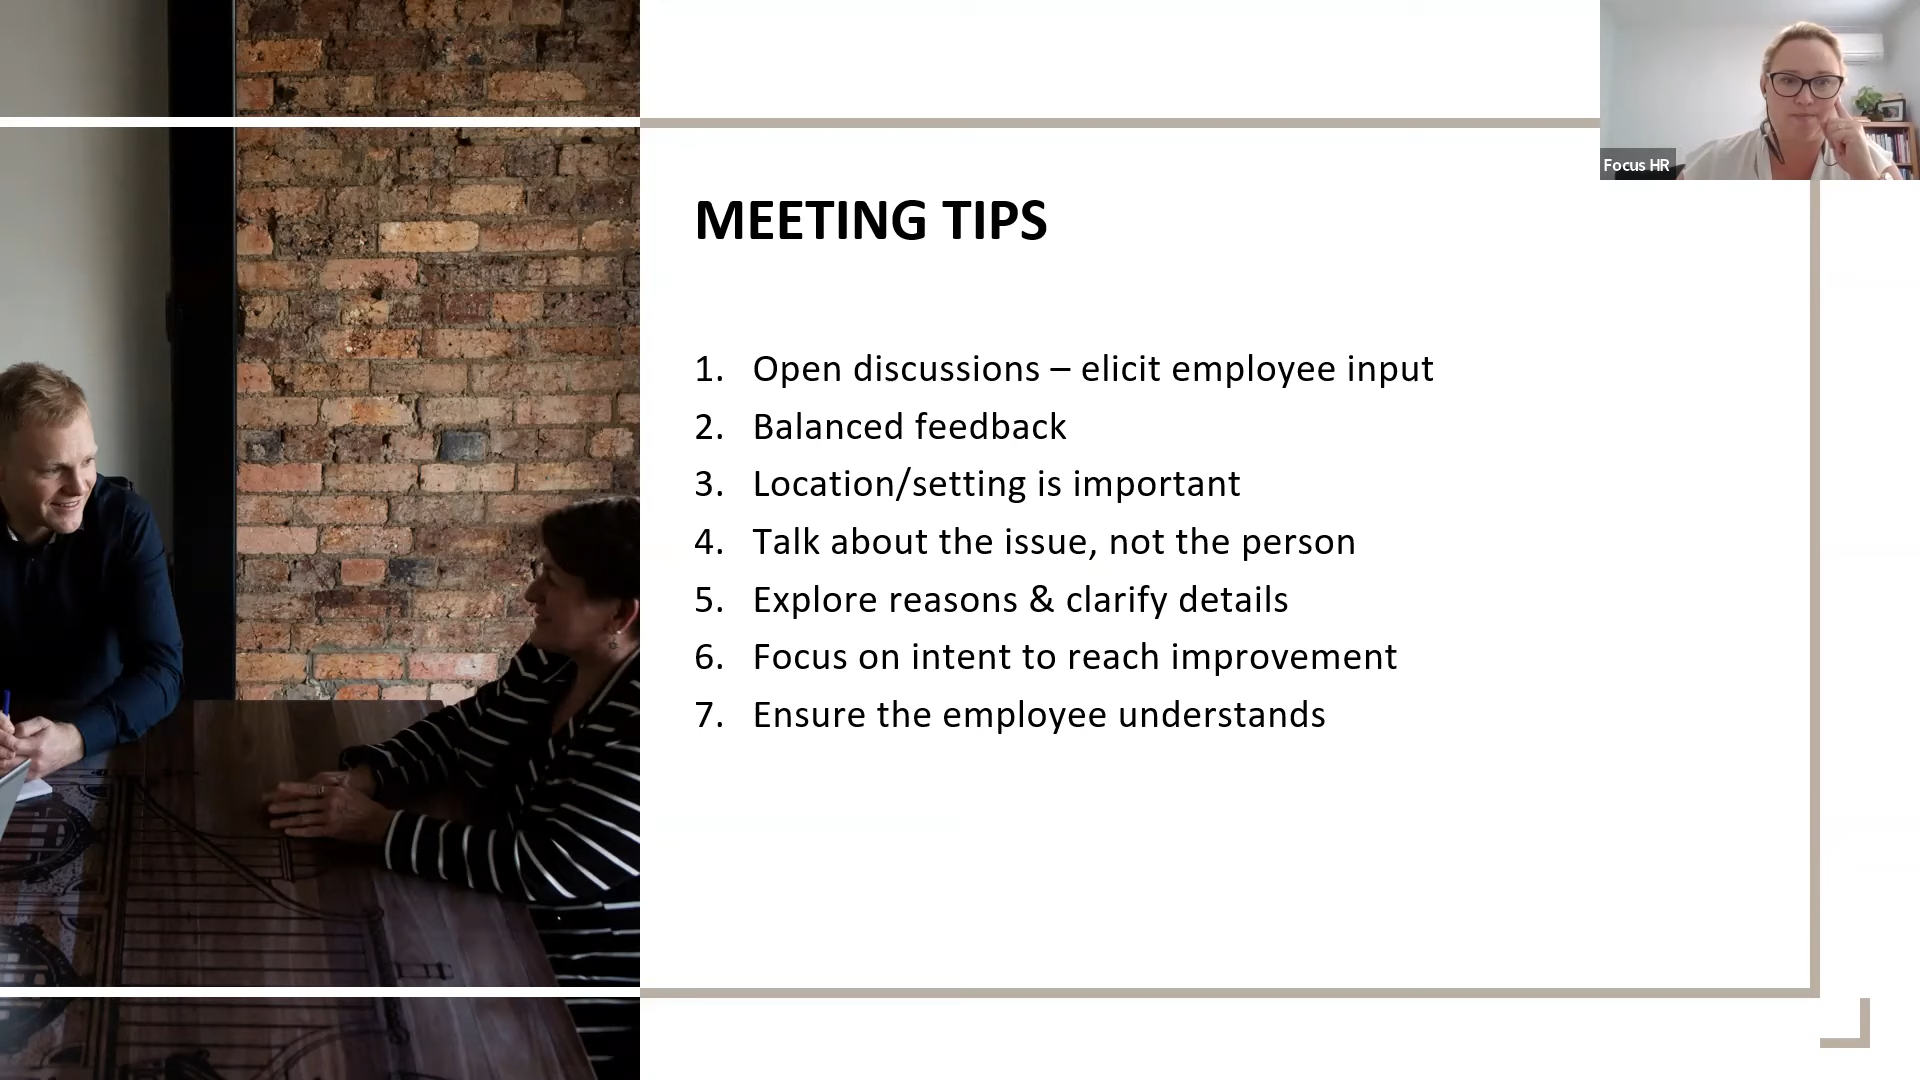 Focus HR
MEETING TIPS
1. Open discussions – elicit employee input
2. Balanced feedback
3. Location/setting is important
4. Talk about the issue, not the person
5. Explore reasons & clarify details
6. Focus on intent to reach improvement
7. Ensure the employee understands